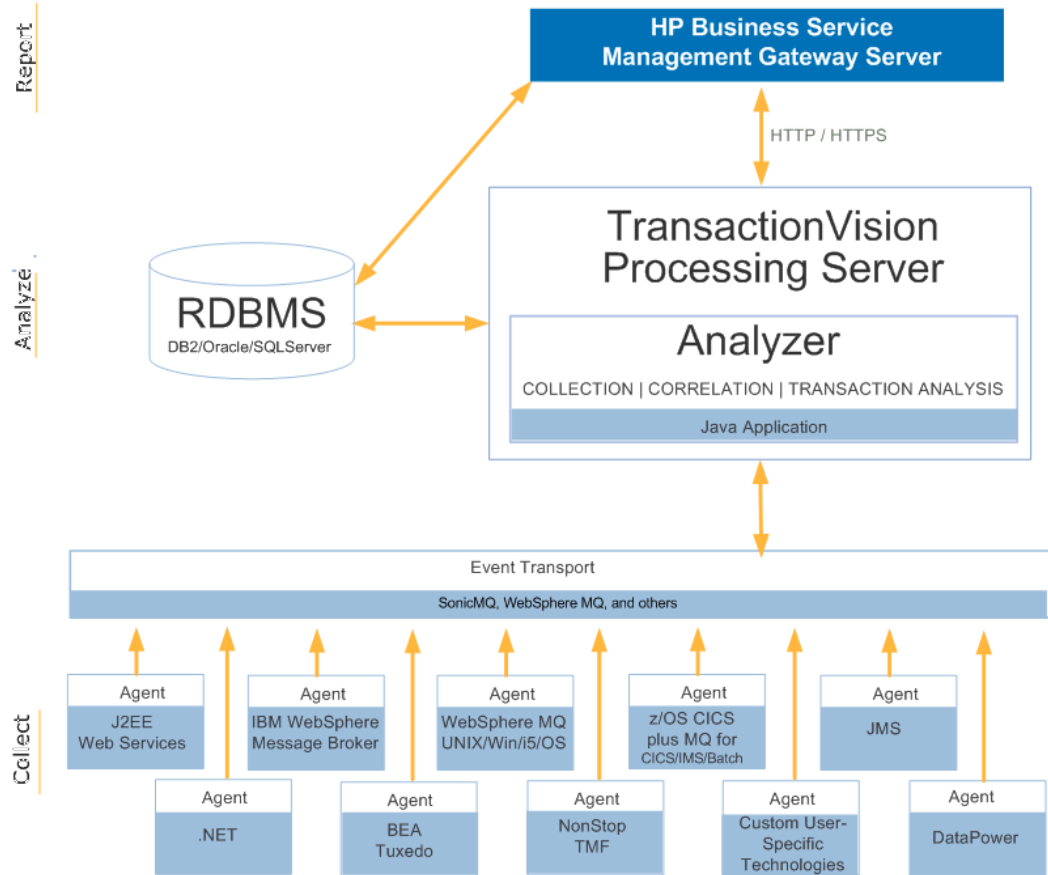 Report
HP Business Service
Management Gateway Server
HTTP / HTTPS
TransactionVision
Processing Server
Analyze
RDBMS
DB2/Oracle/SQLServer
Analyzer
COLLECTION | CORRELATION | TRANSACTION ANALYSIS
Java Application
Event Transport
SonicMQ, WebSphere MQ, and others
Collect
Agent
J2EE
Web Services
Agent
IBM WebSphere
Message Broker
Agent
WebSphere MQ
UNIX/Win/i5/OS
Agent
z/OS CICS
plus MQ for
CICS/IMS/Batch
Agent
JMS
Agent
.NET
Agent
BEA
Tuxedo
Agent
NonStop
TMF
Agent
Custom User-
Specific
Technologies
Agent
DataPower